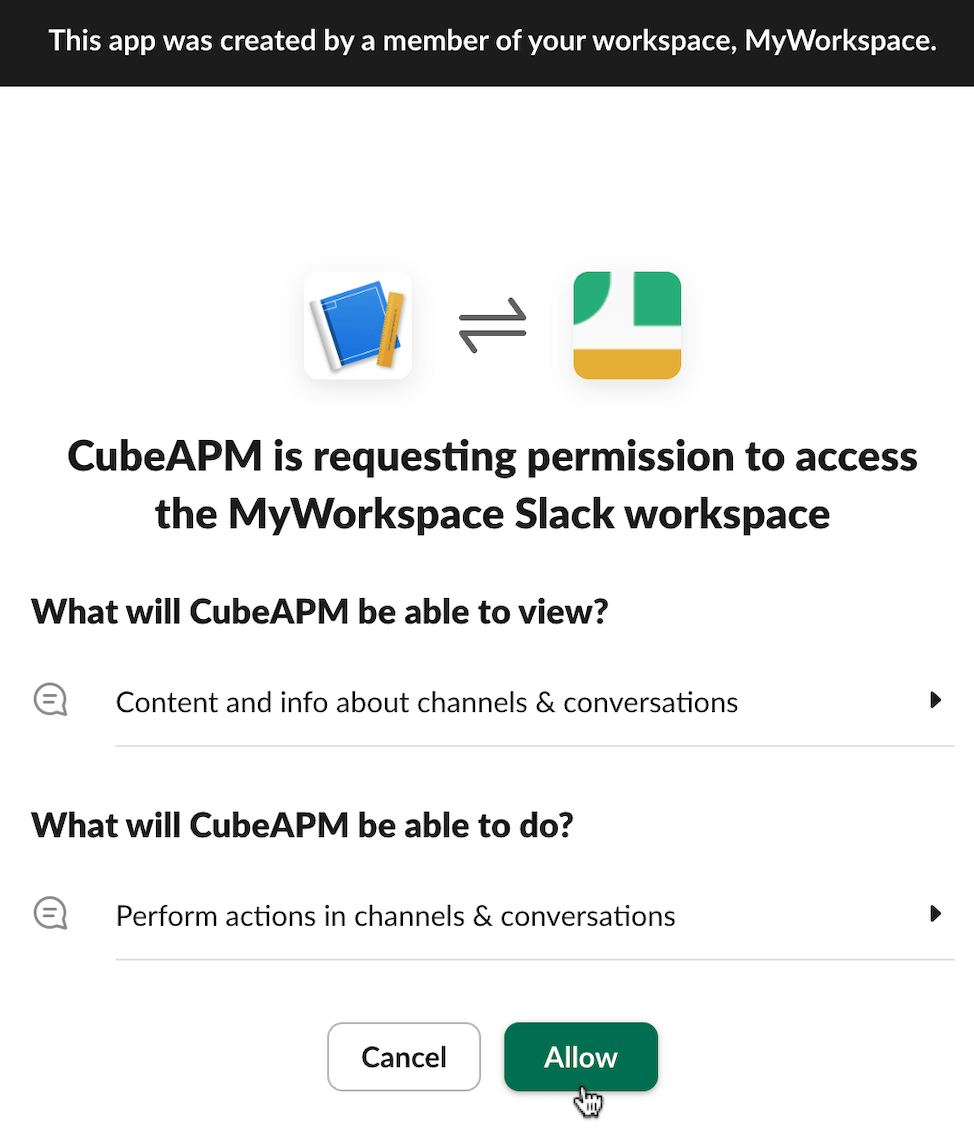 This app was created by a member of your workspace, MyWorkspace.
CubeAPM is requesting permission to access
the MyWorkspace Slack workspace
What will CubeAPM be able to view?
Content and info about channels & conversations
What will CubeAPM be able to do?
Perform actions in channels & conversations
Cancel
Allow